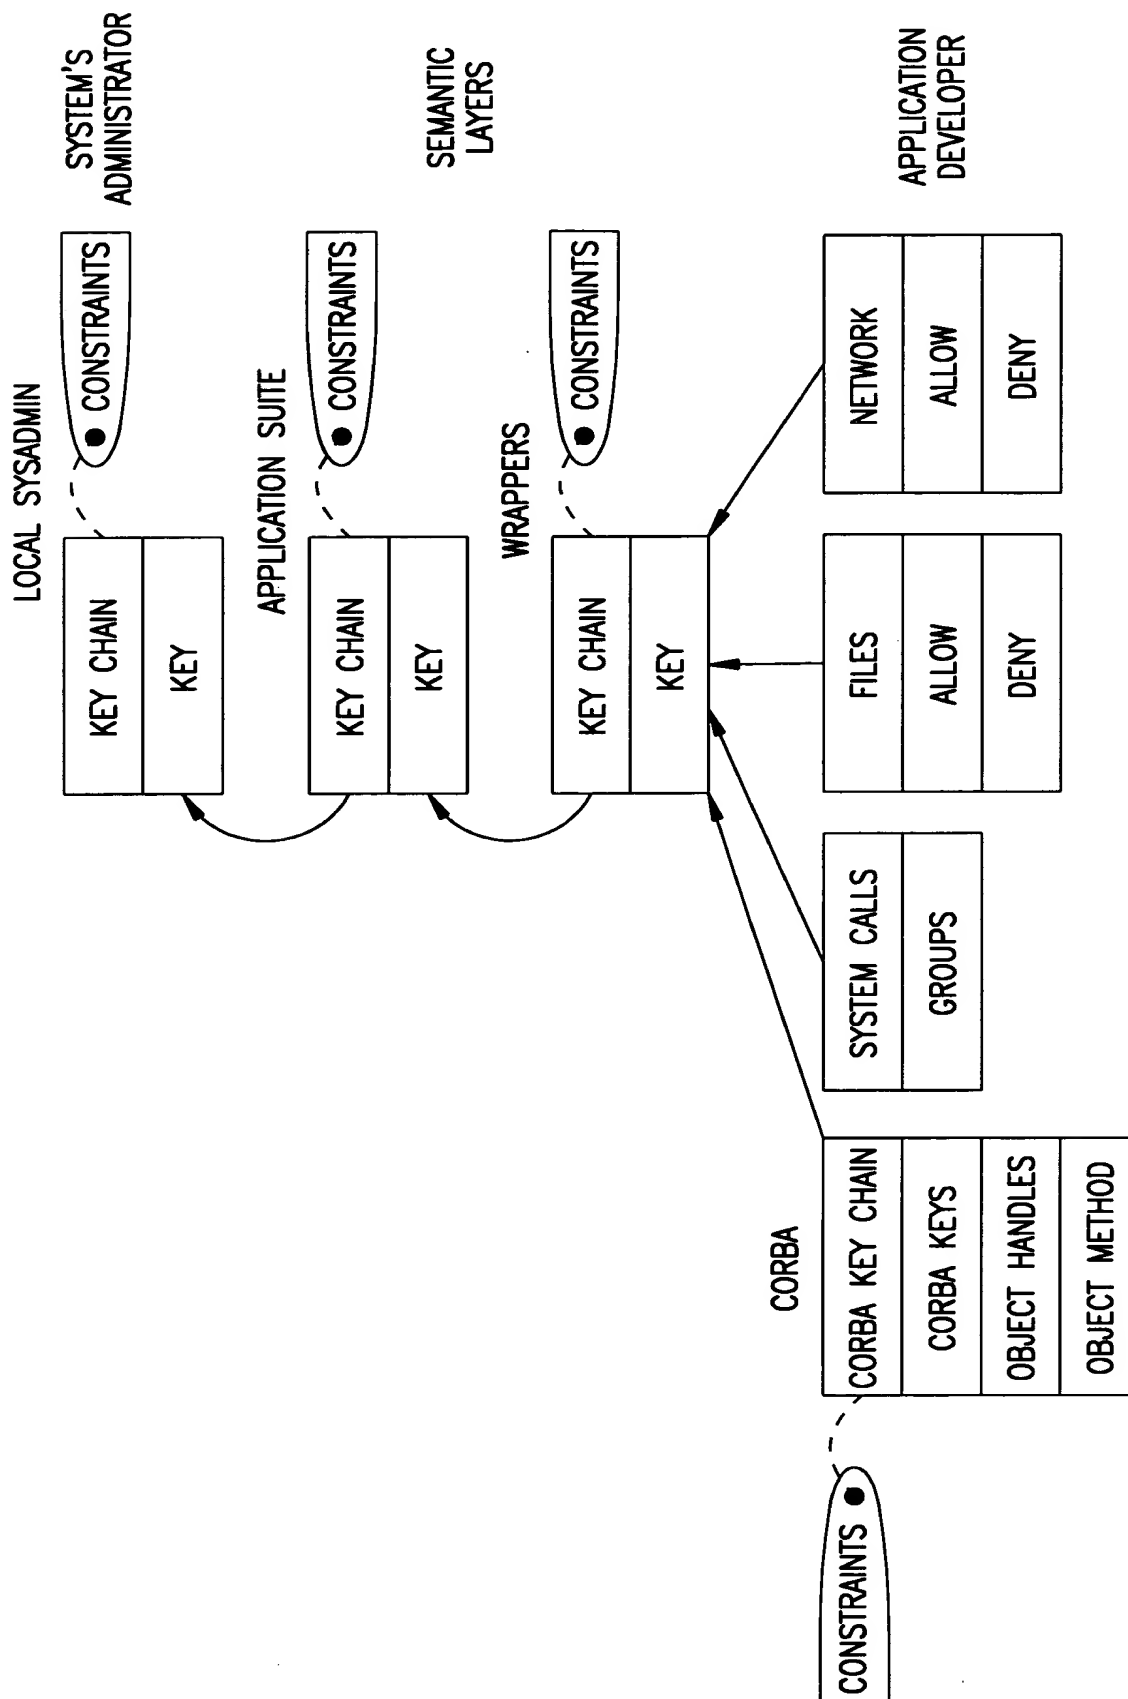 LOCAL SYSADMIN
KEY CHAIN
KEY
CONSTRAINTS
SYSTEM'S
ADMINISTRATOR
APPLICATION SUITE
KEY CHAIN
KEY
CONSTRAINTS
SEMANTIC
LAYERS
WRAPPERS
KEY CHAIN
KEY
CONSTRAINTS
CONSTRAINTS
CORBA
CORBA KEY CHAIN
CORBA KEYS
OBJECT HANDLES
OBJECT METHOD
SYSTEM CALLS
GROUPS
FILES
ALLOW
DENY
NETWORK
ALLOW
DENY
APPLICATION
DEVELOPER